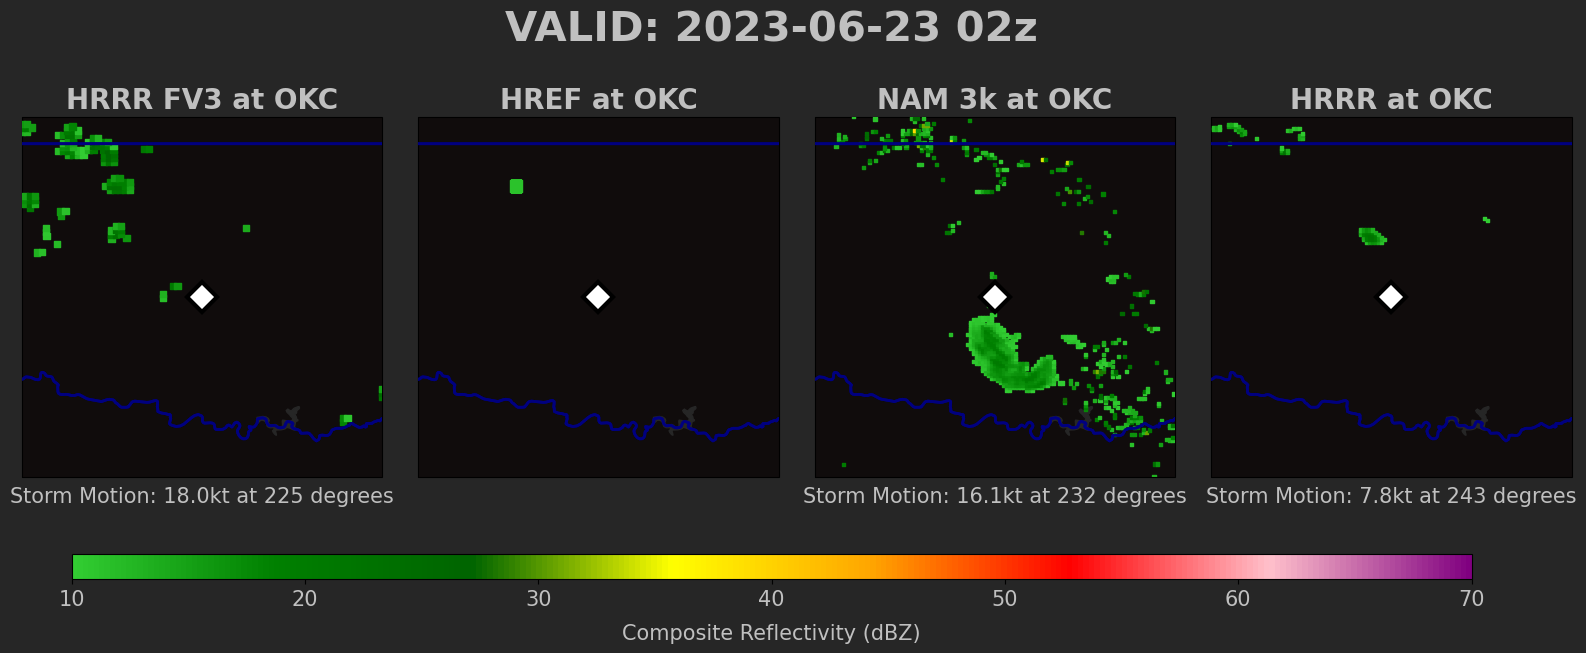 VALID: 2023-06-23 02z
HRRR FV3 at OKC
HREF at OKC
NAM 3k at OKC
HRRR at OKC
Storm Motion: 18.0kt at 225 degrees
Storm Motion: 16.1kt at 232 degrees
Storm Motion: 7.8kt at 243 degrees
10 20 30 40 50 60 70
Composite Reflectivity (dBZ)